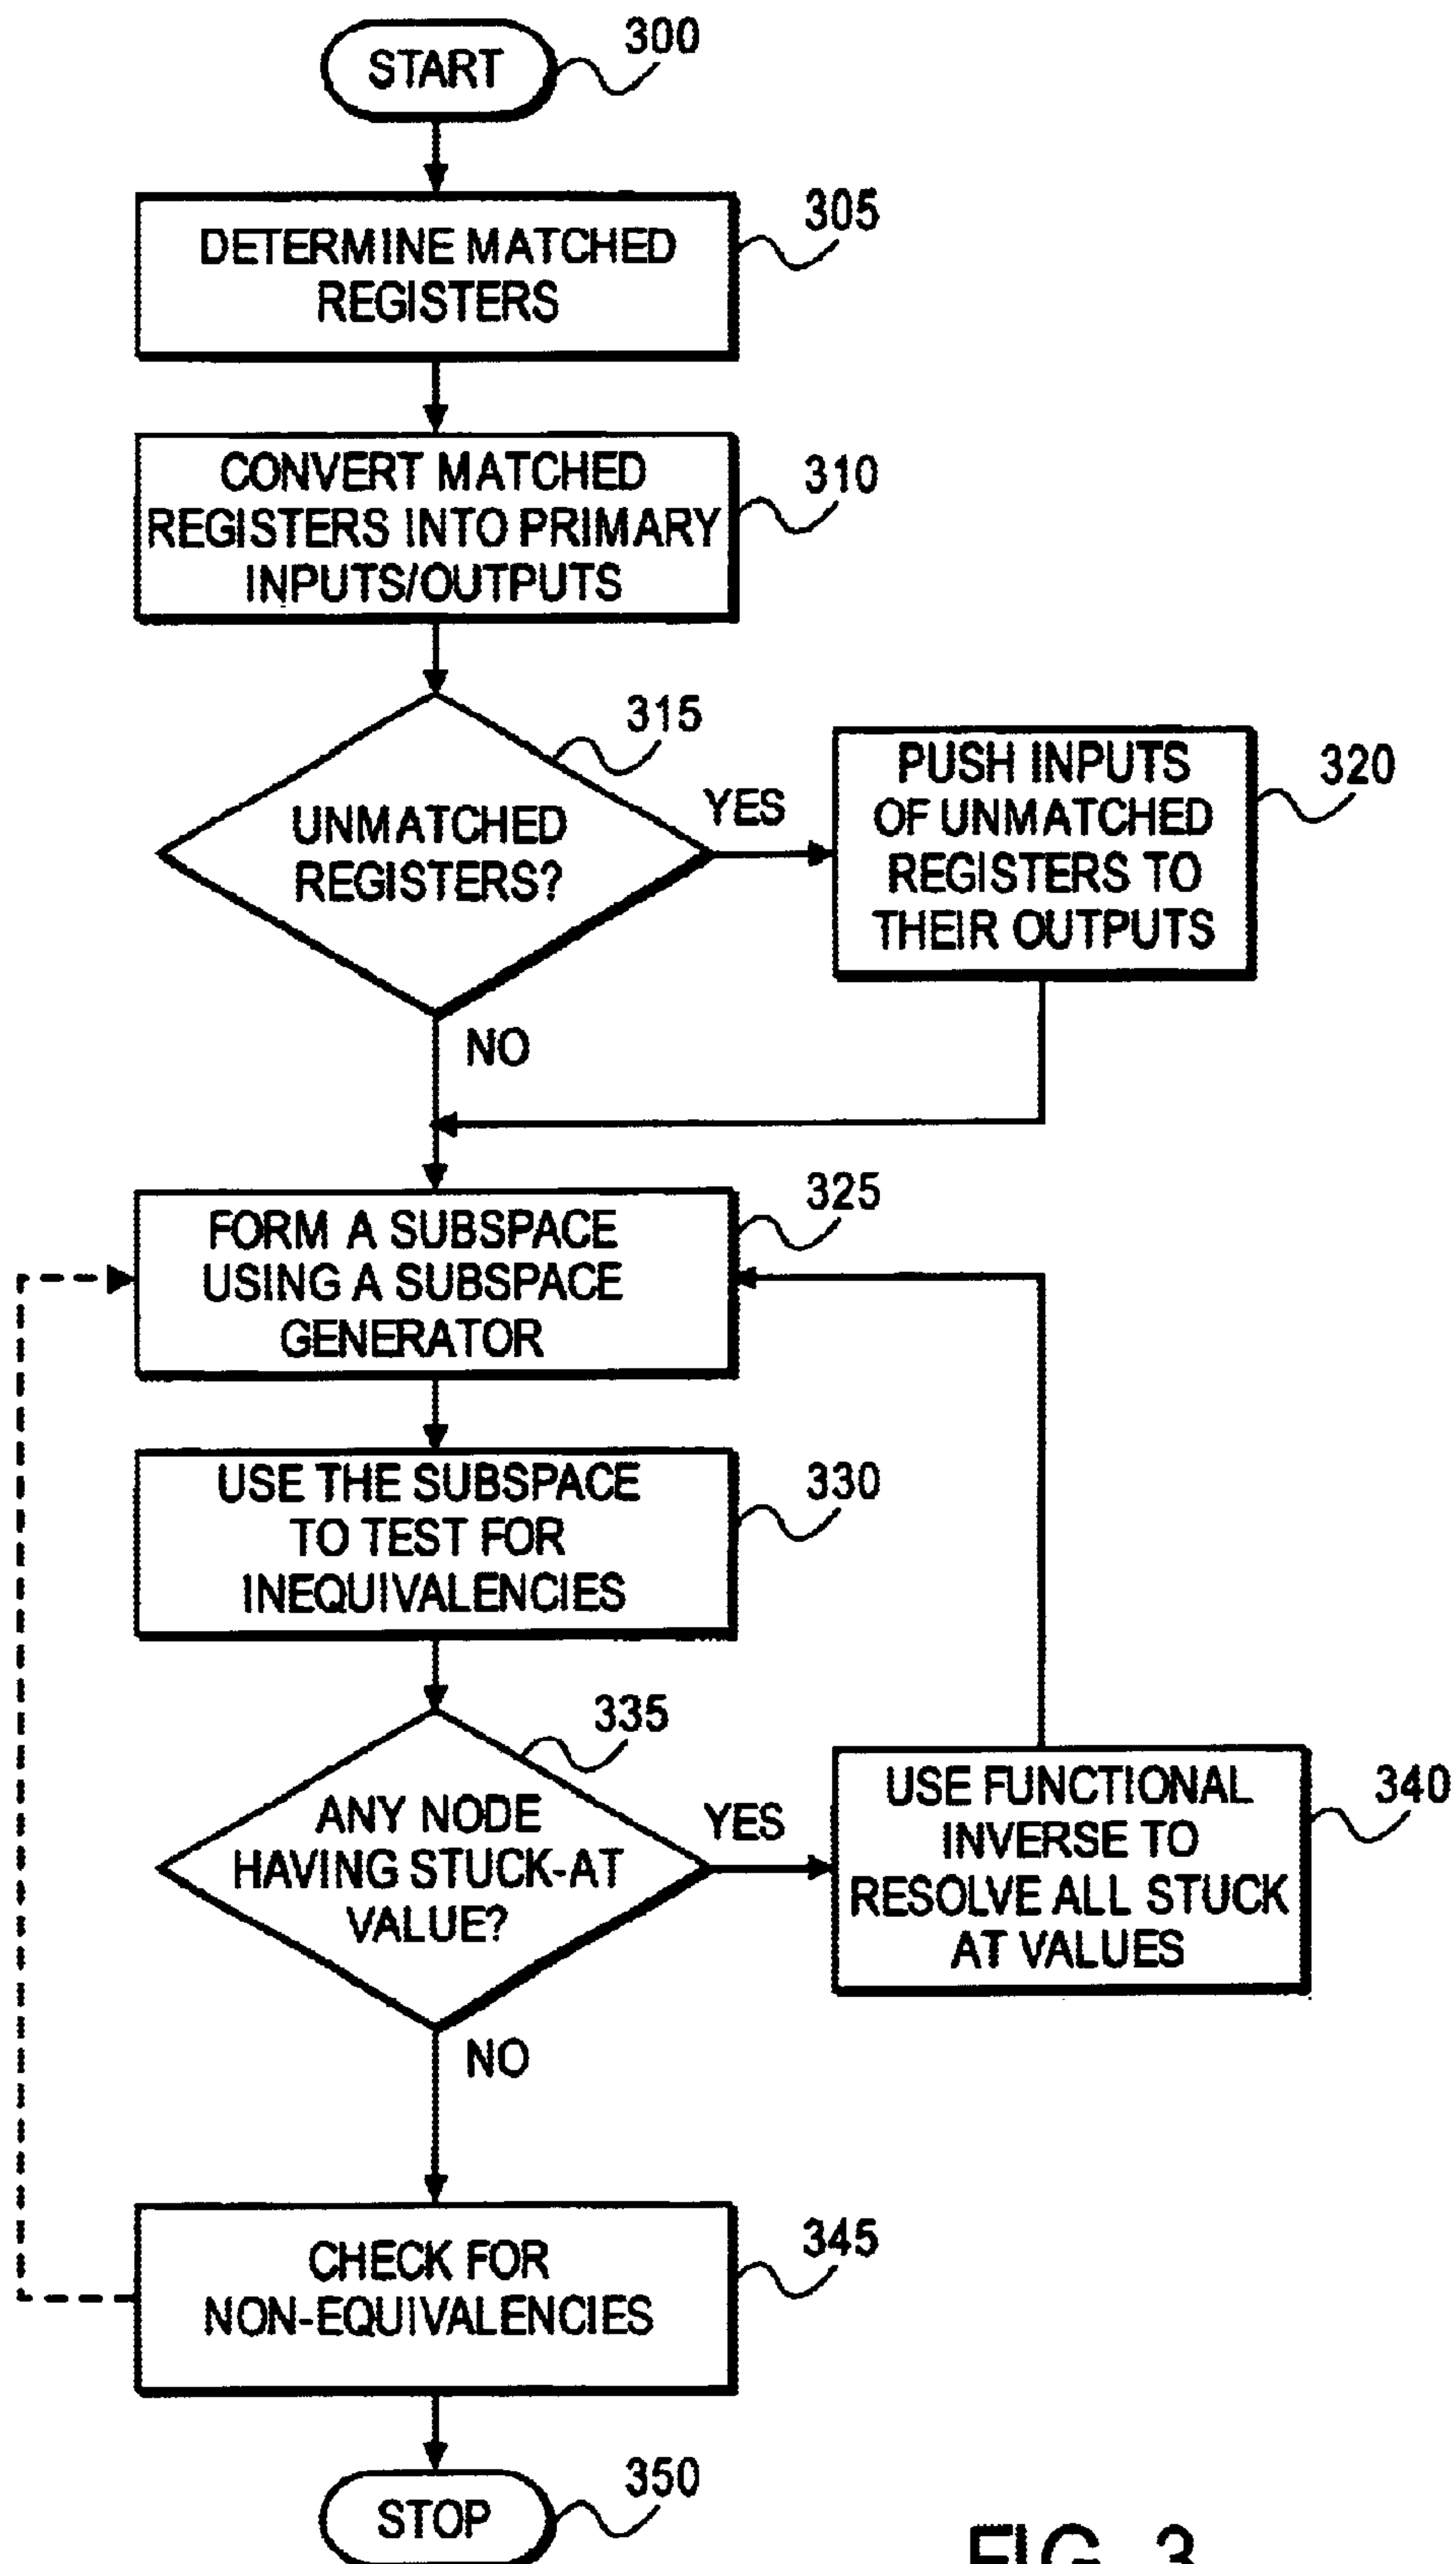 START
300
DETERMINE MATCHED
REGISTERS
305
CONVERT MATCHED
REGISTERS INTO PRIMARY
INPUTS/OUTPUTS
310
315
UNMATCHED
REGISTERS?
YES
PUSH INPUTS
OF UNMATCHED
REGISTERS TO
THEIR OUTPUTS
320
NO
FORM A SUBSPACE
USING A SUBSPACE
GENERATOR
325
USE THE SUBSPACE
TO TEST FOR
INEQUIVALENCIES
330
335
ANY NODE
HAVING STUCK-AT
VALUE?
YES
USE FUNCTIONAL
INVERSE TO
RESOLVE ALL STUCK
AT VALUES
340
NO
CHECK FOR
NON-EQUIVALENCIES
345
STOP
350
FIG. 3